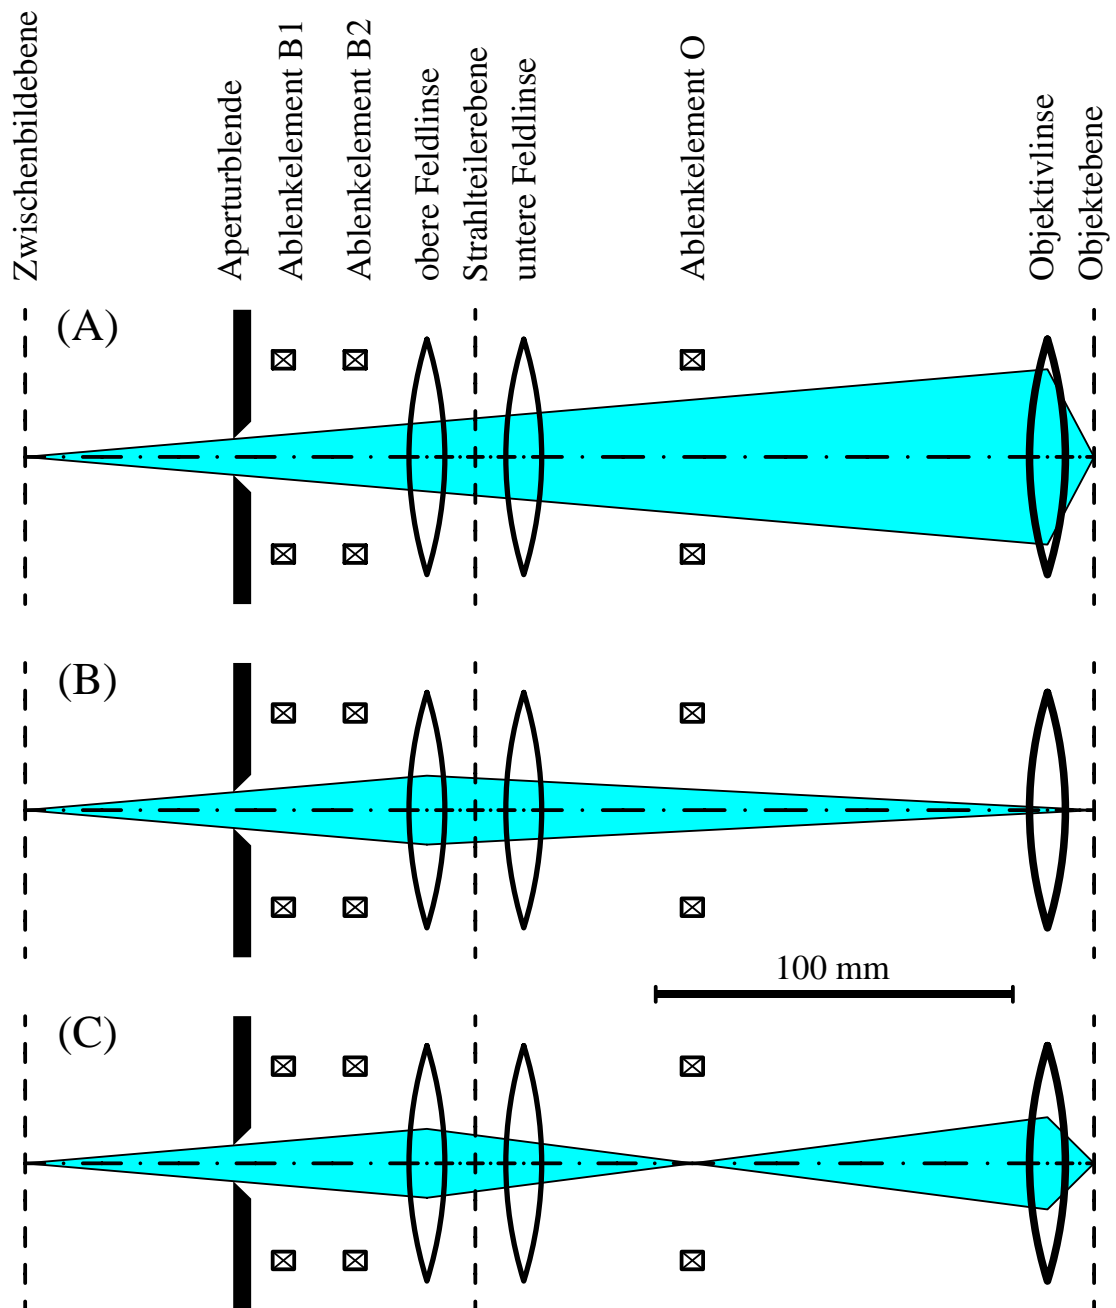 Zwischenbildebene
Aperturblende
Ablenkelement B1
Ablenkelement B2
obere Feldlinse
Strahlteilerebene
untere Feldlinse
Ablenkelement O
Objektivlinse
Objektebene
(A)
(B)
100 mm
(C)